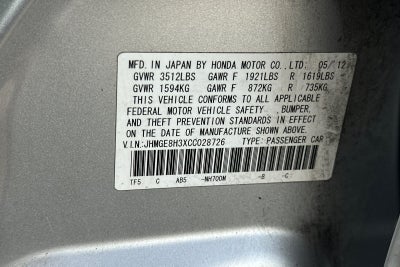 MFD. IN JAPAN BY HONDA MOTOR CO.,LTD. 05/12
GVWR 3512LBS GAWR F 1921LBS R 1619LBS
GVWR 1594KG GAWR F 872KG R 735KG
THIS VEHICLE CONFORMS TO ALL APPLICABLE
FEDERAL MOTOR VEHICLE SAFETY, BUMPER,
AND THEFT PREVENTION STANDARDS IN EFFECT
ON THE DATE OF MANUFACTURE SHOWN ABOVE.
V.I.N.:JHMGE8H3XCC028726 TYPE: PASSENGER CAR
TF5 G AB5 -NH700M -B -C